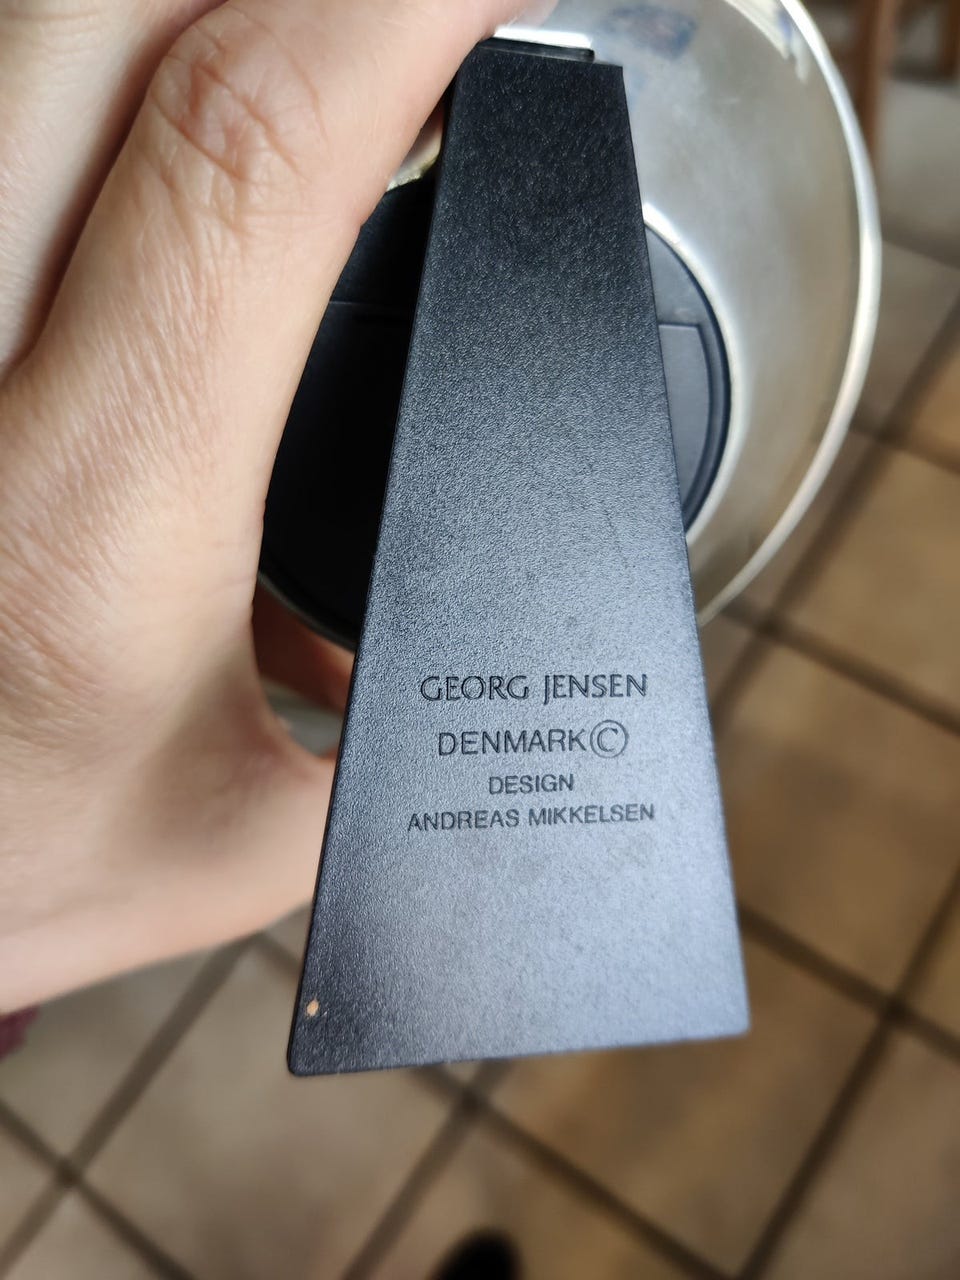 GEORG JENSEN
DENMARK©
DESIGN
ANDREAS MIKKELSEN